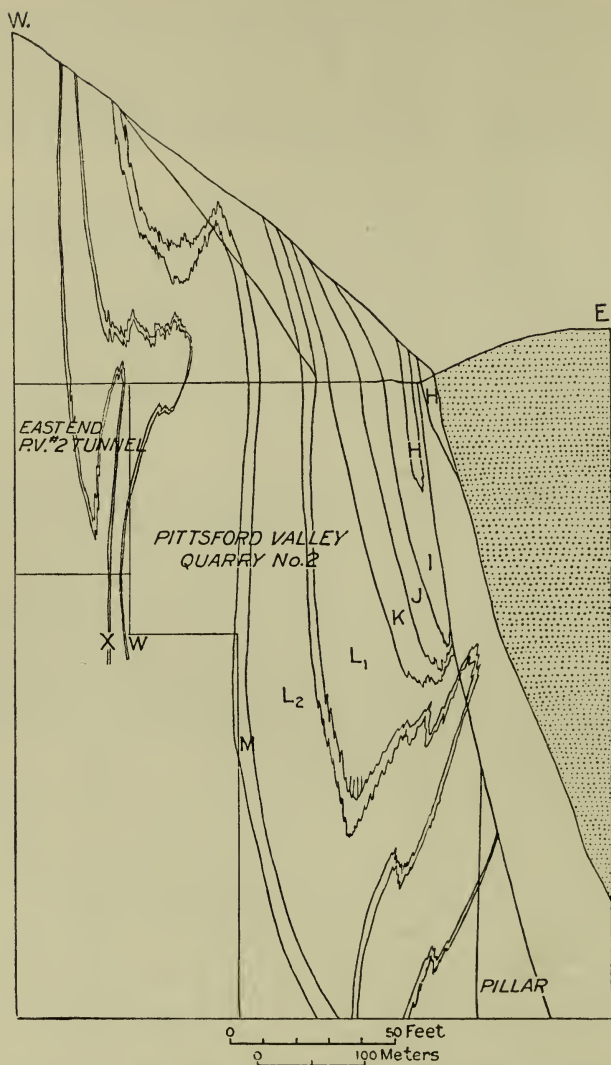 W.
E
H
EAST END
P.V.#2 TUNNEL
H
PITTSFORD VALLEY
QUARRY No.2
I
J
K
X W
L1
L2
M
PILLAR
0 50 Feet
0 100 Meters